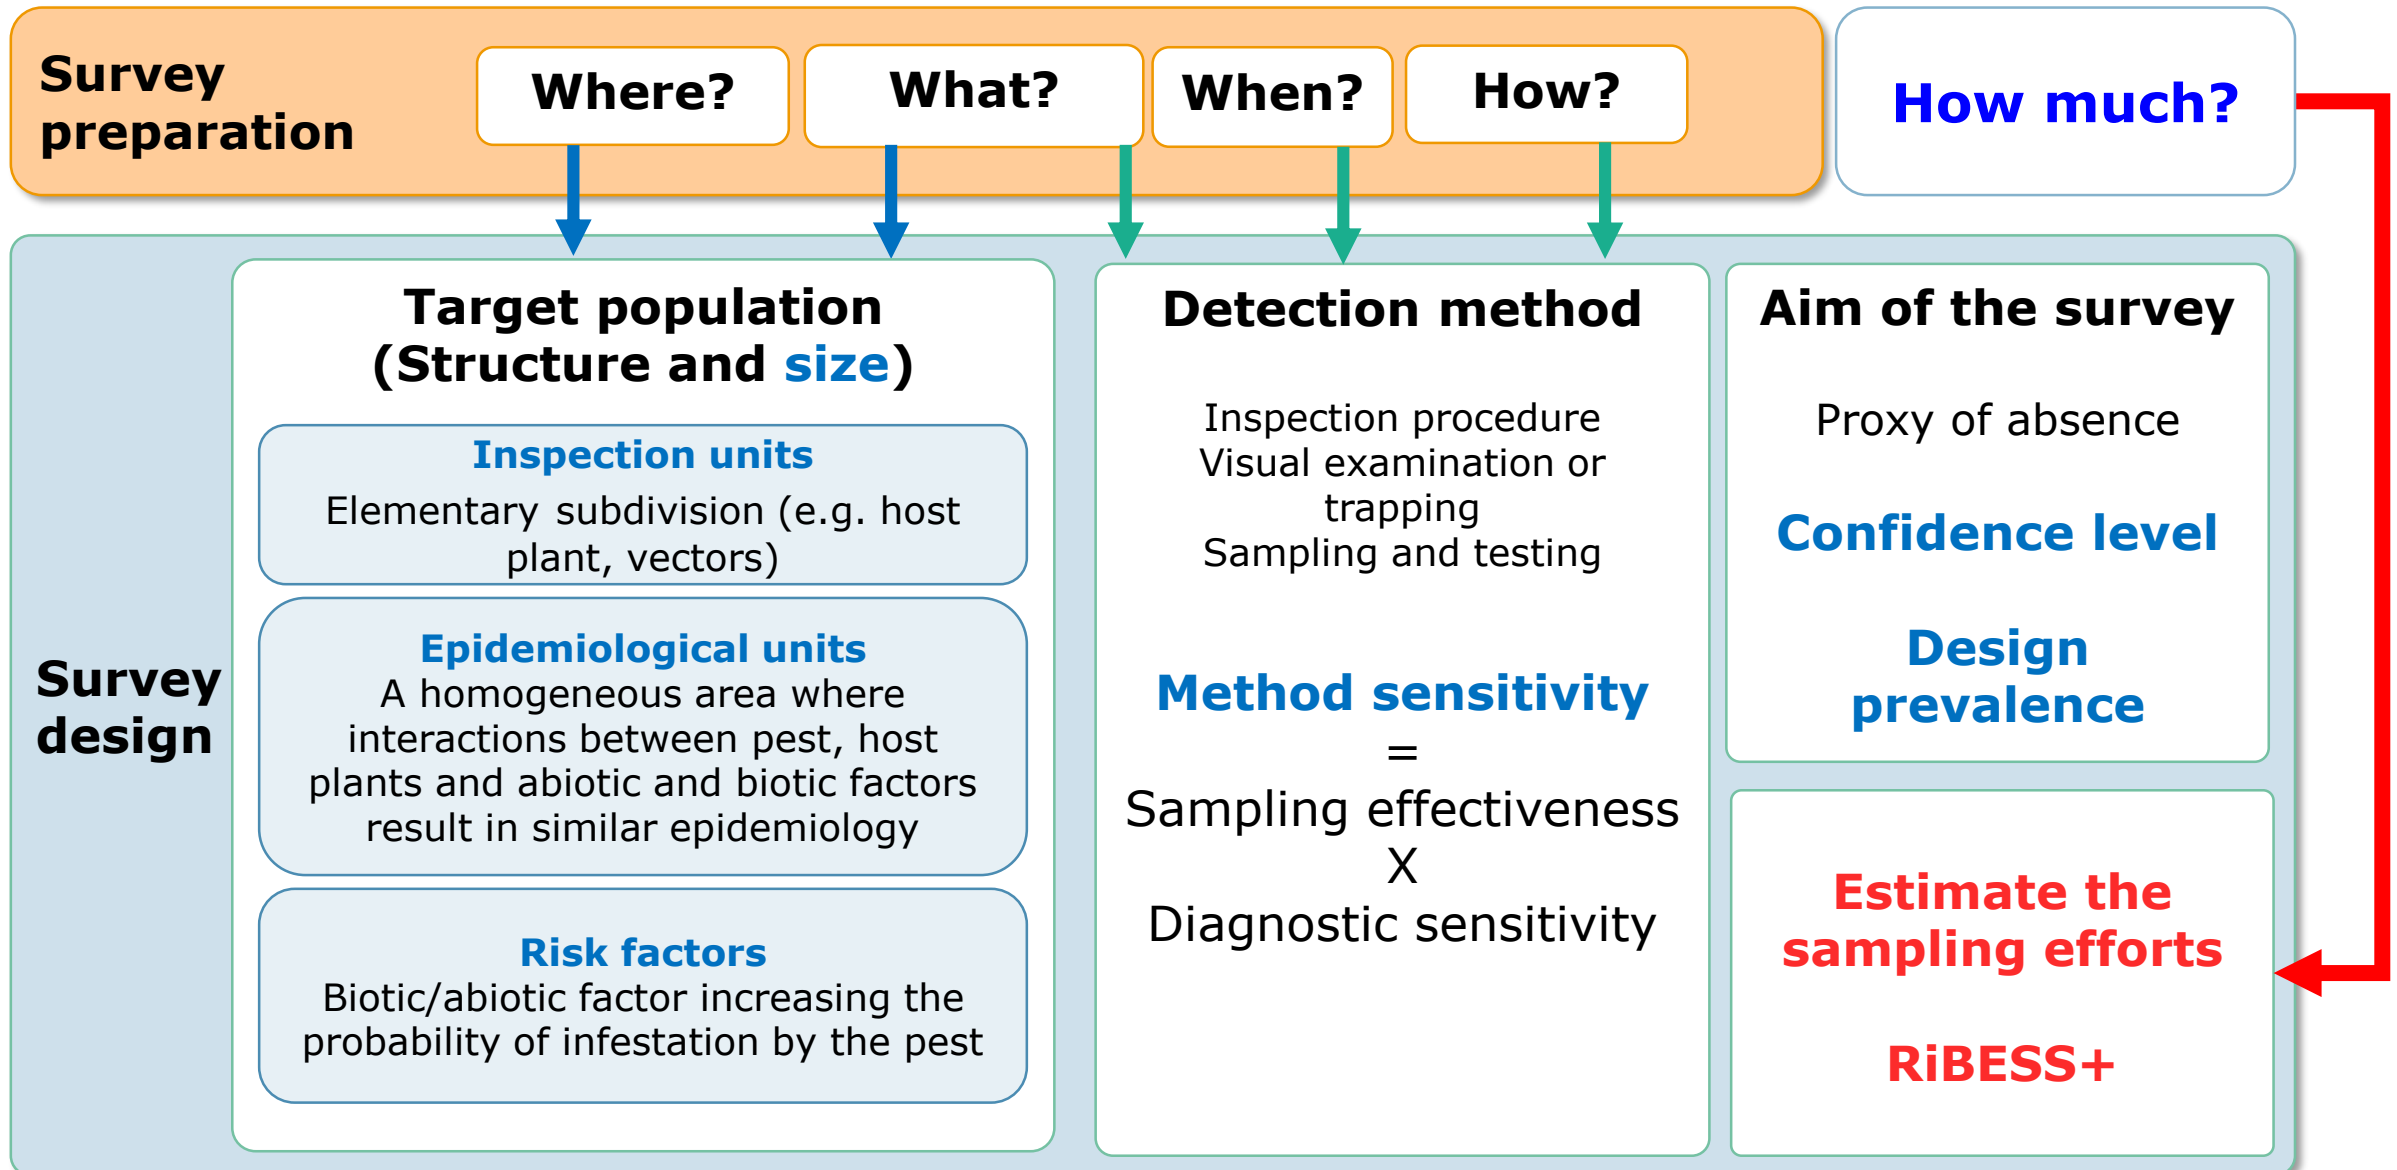 Survey
preparation
Where?
What?
When?
How?
How much?
Survey
design
Target population
(Structure and size)
Inspection units
Elementary subdivision (e.g. host
plant, vectors)
Epidemiological units
A homogeneous area where
interactions between pest, host
plants and abiotic and biotic factors
result in similar epidemiology
Risk factors
Biotic/abiotic factor increasing the
probability of infestation by the pest
Detection method
Inspection procedure
Visual examination or
trapping
Sampling and testing
Method sensitivity
=
Sampling effectiveness
X
Diagnostic sensitivity
Aim of the survey
Proxy of absence
Confidence level
Design
prevalence
Estimate the
sampling efforts
RiBESS+